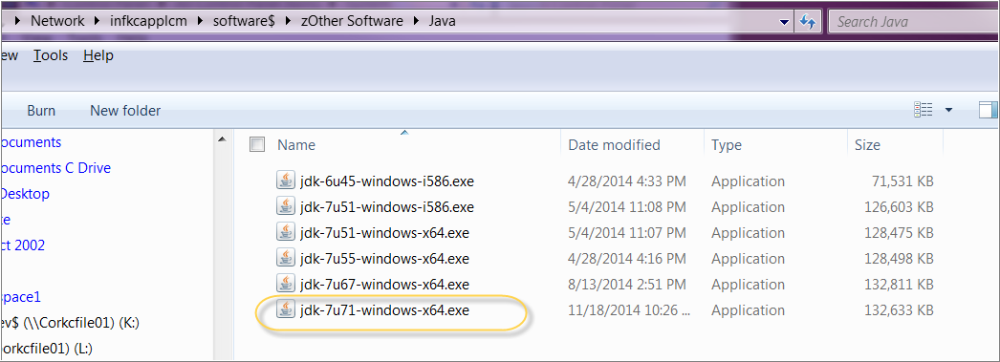 Network ▸ infkcapplcm ▸ software$ ▸ zOther Software ▸ Java Search Java
ew Tools Help
Burn New folder
Name Date modified Type Size
ocuments
ocuments C Drive
Desktop
te
ct 2002
space1
ev$ (\\Corkcfile01) (K:)
orkcfile01) (L:)
jdk-6u45-windows-i586.exe 4/28/2014 4:33 PM Application 71,531 KB
jdk-7u51-windows-i586.exe 5/4/2014 11:08 PM Application 126,603 KB
jdk-7u51-windows-x64.exe 5/4/2014 11:07 PM Application 128,475 KB
jdk-7u55-windows-x64.exe 4/28/2014 4:16 PM Application 128,498 KB
jdk-7u67-windows-x64.exe 8/13/2014 2:51 PM Application 132,811 KB
jdk-7u71-windows-x64.exe 11/18/2014 10:26 ... Application 132,633 KB